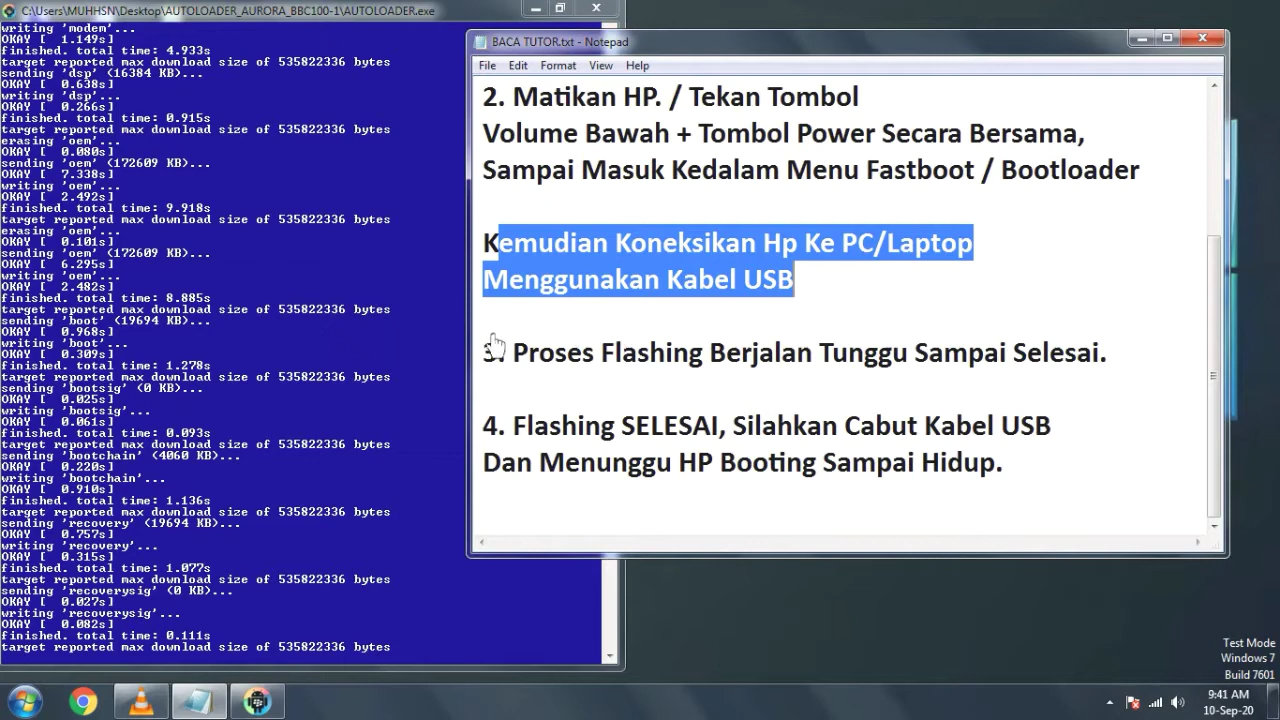 C:\Users\MUHHSN\Desktop\AUTOLOADER_AURORA_BBC100-1\AUTOLOADER.exe
writing 'modem'...
OKAY [  1.149s]
finished. total time: 4.933s
target reported max download size of 535822336 bytes
sending 'dsp' (16384 KB)...
OKAY [  0.638s]
writing 'dsp'...
OKAY [  0.266s]
finished. total time: 0.915s
target reported max download size of 535822336 bytes
erasing 'oem'...
OKAY [  0.080s]
sending 'oem' (172609 KB)...
OKAY [  7.338s]
writing 'oem'...
OKAY [  2.492s]
finished. total time: 9.918s
target reported max download size of 535822336 bytes
erasing 'oem'...
OKAY [  0.101s]
sending 'oem' (172609 KB)...
OKAY [  6.295s]
writing 'oem'...
OKAY [  2.482s]
finished. total time: 8.885s
target reported max download size of 535822336 bytes
sending 'boot' (19694 KB)...
OKAY [  0.968s]
writing 'boot'...
OKAY [  0.309s]
finished. total time: 1.278s
target reported max download size of 535822336 bytes
sending 'bootsig' (0 KB)...
OKAY [  0.025s]
writing 'bootsig'...
OKAY [  0.061s]
finished. total time: 0.093s
target reported max download size of 535822336 bytes
sending 'bootchain' (4060 KB)...
OKAY [  0.220s]
writing 'bootchain'...
OKAY [  0.910s]
finished. total time: 1.136s
target reported max download size of 535822336 bytes
sending 'recovery' (19694 KB)...
OKAY [  0.757s]
writing 'recovery'...
OKAY [  0.315s]
finished. total time: 1.077s
target reported max download size of 535822336 bytes
sending 'recoverysig' (0 KB)...
OKAY [  0.027s]
writing 'recoverysig'...
OKAY [  0.082s]
finished. total time: 0.111s
target reported max download size of 535822336 bytes
BACA TUTOR.txt - Notepad
File Edit Format View Help
2. Matikan HP. / Tekan Tombol
Volume Bawah + Tombol Power Secara Bersama,
Sampai Masuk Kedalam Menu Fastboot / Bootloader
Kemudian Koneksikan Hp Ke PC/Laptop
Menggunakan Kabel USB
3. Proses Flashing Berjalan Tunggu Sampai Selesai.
4. Flashing SELESAI, Silahkan Cabut Kabel USB
Dan Menunggu HP Booting Sampai Hidup.
Test Mode
Windows 7
Build 7601
9:41 AM
10-Sep-20